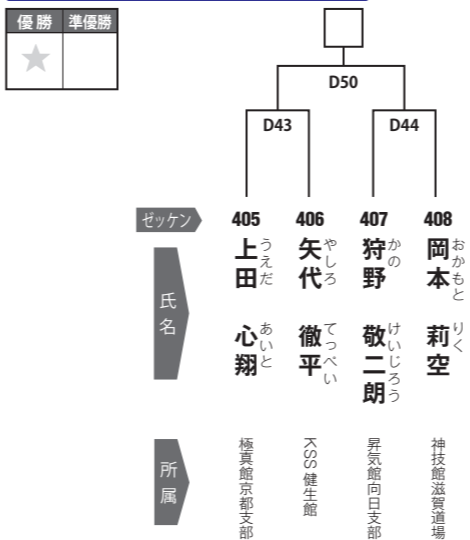 優勝 準優勝
★
D50
D43 D44
ゼッケン 405 406 407 408
氏名
上田 心翔
うえだ あいと
矢代 徹平
やしろ てっぺい
狩野 敬二朗
かの けいじろう
岡本 莉空
おかもと りく
所属
極真館京都支部
KSS 健生館
昇気館向日支部
神技館滋賀道場